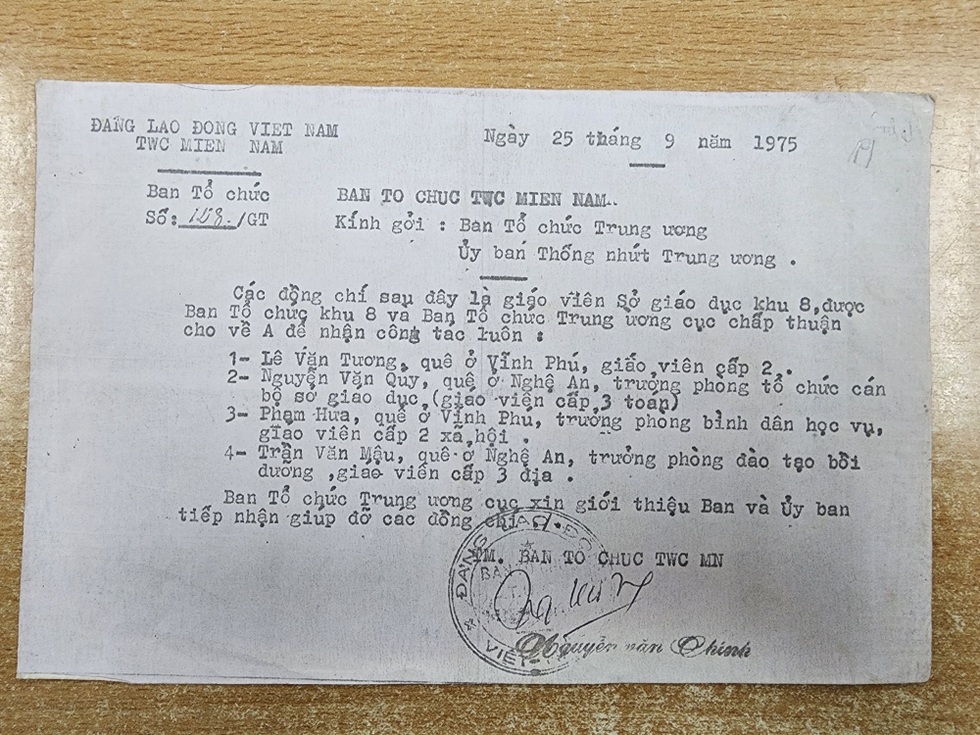 ĐẢNG LAO ĐONG VIET NAM
TWC MIEN NAM
Ngày 25 tháng 9 năm 1975
Ban Tổ chức
Số: /GT
BAN TO CHUC TWC MIEN NAM.
Kính gởi : Ban Tổ chức Trung ương
Ủy ban Thống nhứt Trung ương .
Các đồng chí sau đây là giáo viên Sở giáo dục khu 8,được
Ban Tổ chức khu 8 và Ban Tổ chức Trung ương cục chấp thuận
cho về A để nhận công tac luôn :
1- Lê Văn Tương, quê ở Vĩnh Phú, giáo viên cấp 2 .
2- Nguyễn Văn Quy, quê ở Nghệ An, trưởng phòng tổ chức cán
bộ sở giao dục,(giáo viên cấp 3 toán)
3- Phạm Hưa, quê ở Vĩnh Phú, trưởng phòng bình dân học vụ,
giáo viên cấp 2 xã hội .
4- Trần Văn Mậu, quê ở Nghệ An, trưởng phòng đào tạo bồi
dưỡng ,giáo viên cấp 3 địa .
Ban Tổ chức Trung ương cục xin giới thiệu Ban và Ủy ban
tiếp nhận giúp đỡ các đồng chí
TM. BAN TO CHUC TWC MN
ĐẢNG LAO ĐỘ
BAN
VIỆT
Nguyễn văn Chính